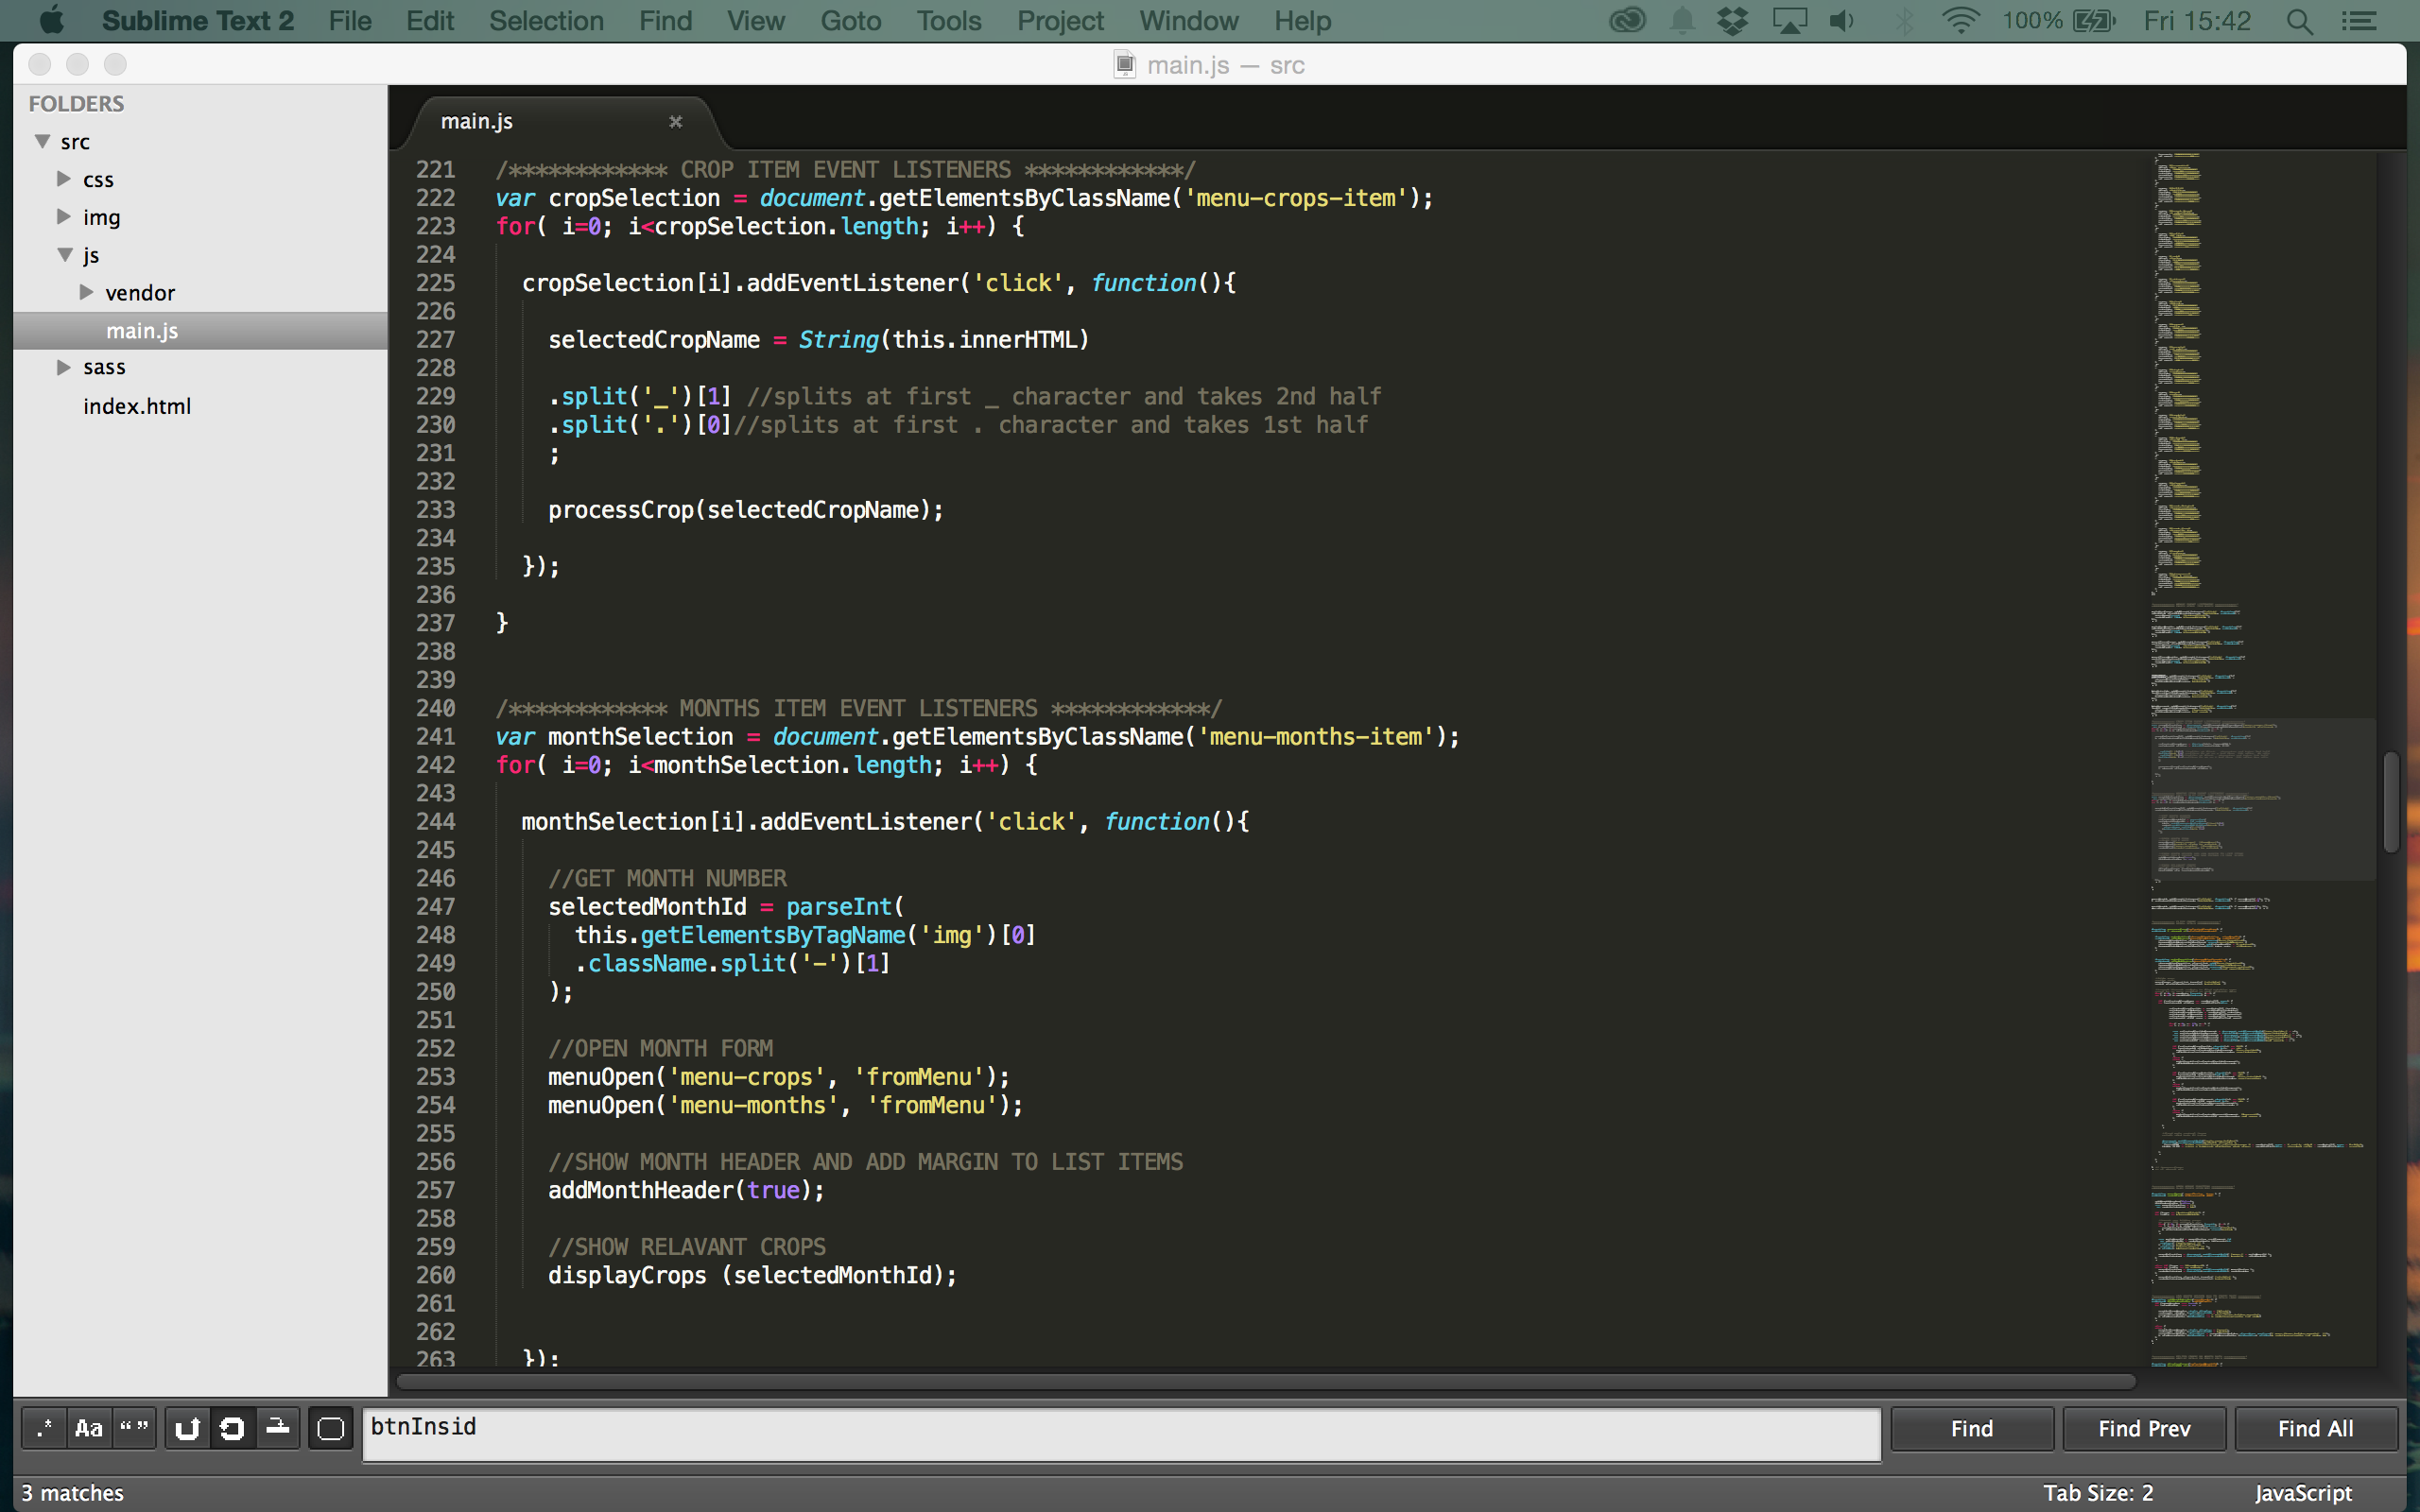 Sublime Text 2 File Edit Selection Find View Goto Tools Project Window Help 100% Fri 15:42
main.js — src
FOLDERS
src
css
img
js
vendor
main.js
sass
index.html
main.js ×
221 /************ CROP ITEM EVENT LISTENERS ************/
222 var cropSelection = document.getElementsByClassName('menu-crops-item');
223 for( i=0; i<cropSelection.length; i++) {
224
225 cropSelection[i].addEventListener('click', function(){
226
227 selectedCropName = String(this.innerHTML)
228
229 .split('_')[1] //splits at first _ character and takes 2nd half
230 .split('.')[0]//splits at first . character and takes 1st half
231 ;
232
233 processCrop(selectedCropName);
234
235 });
236
237 }
238
239
240 /************ MONTHS ITEM EVENT LISTENERS ************/
241 var monthSelection = document.getElementsByClassName('menu-months-item');
242 for( i=0; i<monthSelection.length; i++) {
243
244 monthSelection[i].addEventListener('click', function(){
245
246 //GET MONTH NUMBER
247 selectedMonthId = parseInt(
248 this.getElementsByTagName('img')[0]
249 .className.split('-')[1]
250 );
251
252 //OPEN MONTH FORM
253 menuOpen('menu-crops', 'fromMenu');
254 menuOpen('menu-months', 'fromMenu');
255
256 //SHOW MONTH HEADER AND ADD MARGIN TO LIST ITEMS
257 addMonthHeader(true);
258
259 //SHOW RELAVANT CROPS
260 displayCrops (selectedMonthId);
261
262
263 });
.* Aa “ ” btnInsid Find Find Prev Find All
3 matches Tab Size: 2 JavaScript